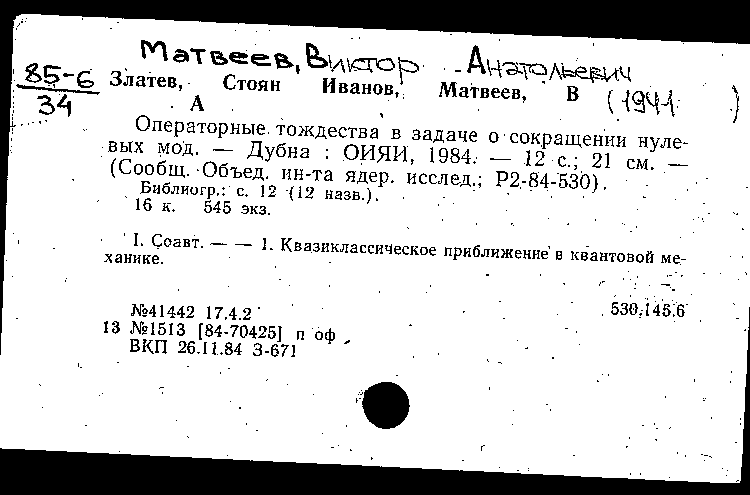 Матвеев, Виктор Анатольевич
85-6
34
Златев, Стоян Иванов, Матвеев, В
А
(1941 )
Операторные тождества в задаче о сокращении нуле-
вых мод. — Дубна : ОИЯИ, 1984. — 12 с.; 21 см. —
(Сообщ. Объед. ин-та ядер. исслед.; Р2-84-530).
Библиогр.: с. 12 (12 назв.).
16 к. 545 экз.
I. Соавт. — — 1. Квазиклассическое приближение в квантовой ме-
ханике.
№41442 17.4.2 530.145.6
13 №1513 [84-70425] п оф
ВКП 26.11.84 З-671